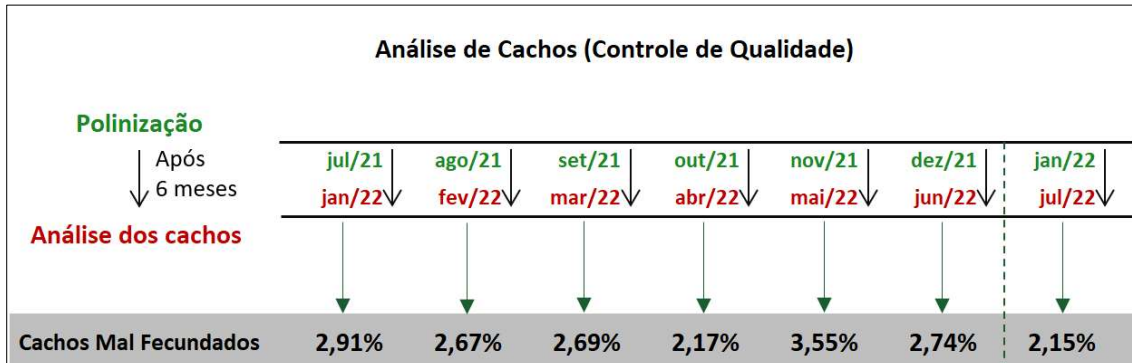 Análise de Cachos (Controle de Qualidade)
Polinização
Após
6 meses
Análise dos cachos
jul/21 ago/21 set/21 out/21 nov/21 dez/21 jan/22
jan/22 fev/22 mar/22 abr/22 mai/22 jun/22 jul/22
Cachos Mal Fecundados 2,91% 2,67% 2,69% 2,17% 3,55% 2,74% 2,15%